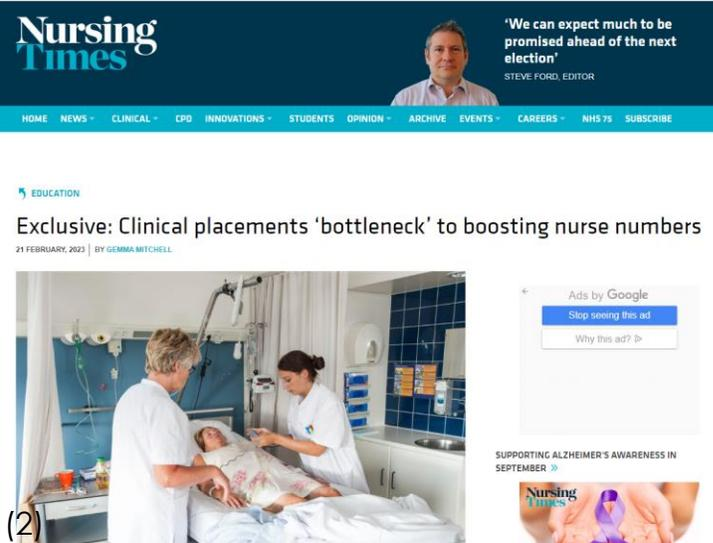 Nursing
Times
‘We can expect much to be
promised ahead of the next
election’
STEVE FORD, EDITOR
HOME NEWS CLINICAL CPD INNOVATIONS STUDENTS OPINION ARCHIVE EVENTS CAREERS NHS 75 SUBSCRIBE
EDUCATION
Exclusive: Clinical placements ‘bottleneck’ to boosting nurse numbers
21 FEBRUARY, 2023 | BY GEMMA MITCHELL
Ads by Google
Stop seeing this ad
Why this ad?
SUPPORTING ALZHEIMER'S AWARENESS IN
SEPTEMBER »
Nursing
Times
(2)